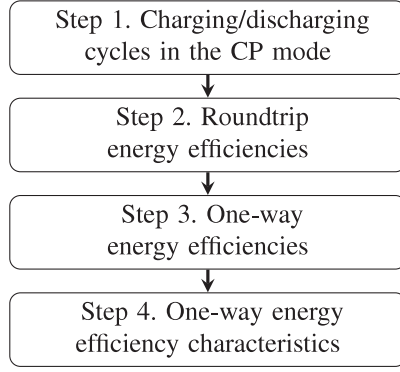 Step 1. Charging/discharging
cycles in the CP mode
Step 2. Roundtrip
energy efficiencies
Step 3. One-way
energy efficiencies
Step 4. One-way energy
efficiency characteristics